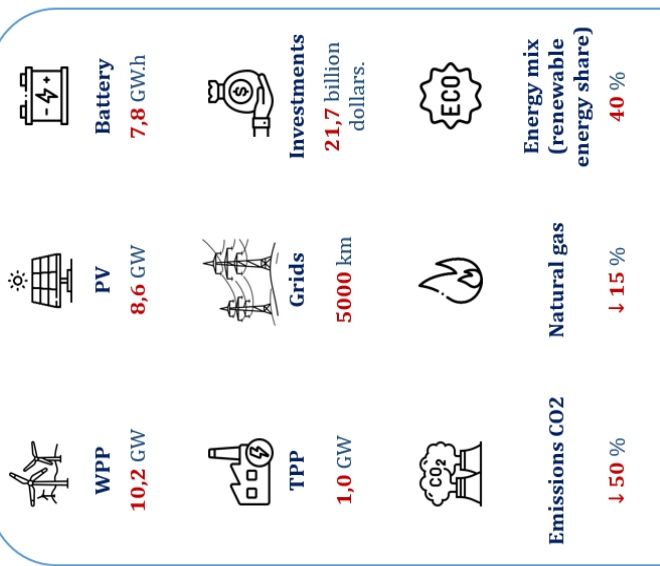 WPP
10,2 GW
PV
8,6 GW
Battery
7,8 GW.h
TPP
1,0 GW
Grids
5000 km
$
Investments
21,7 billion
dollars.
CO2
Emissions CO2
↓50 %
Natural gas
↓15 %
ECO
Energy mix
(renewable
energy share)
40 %